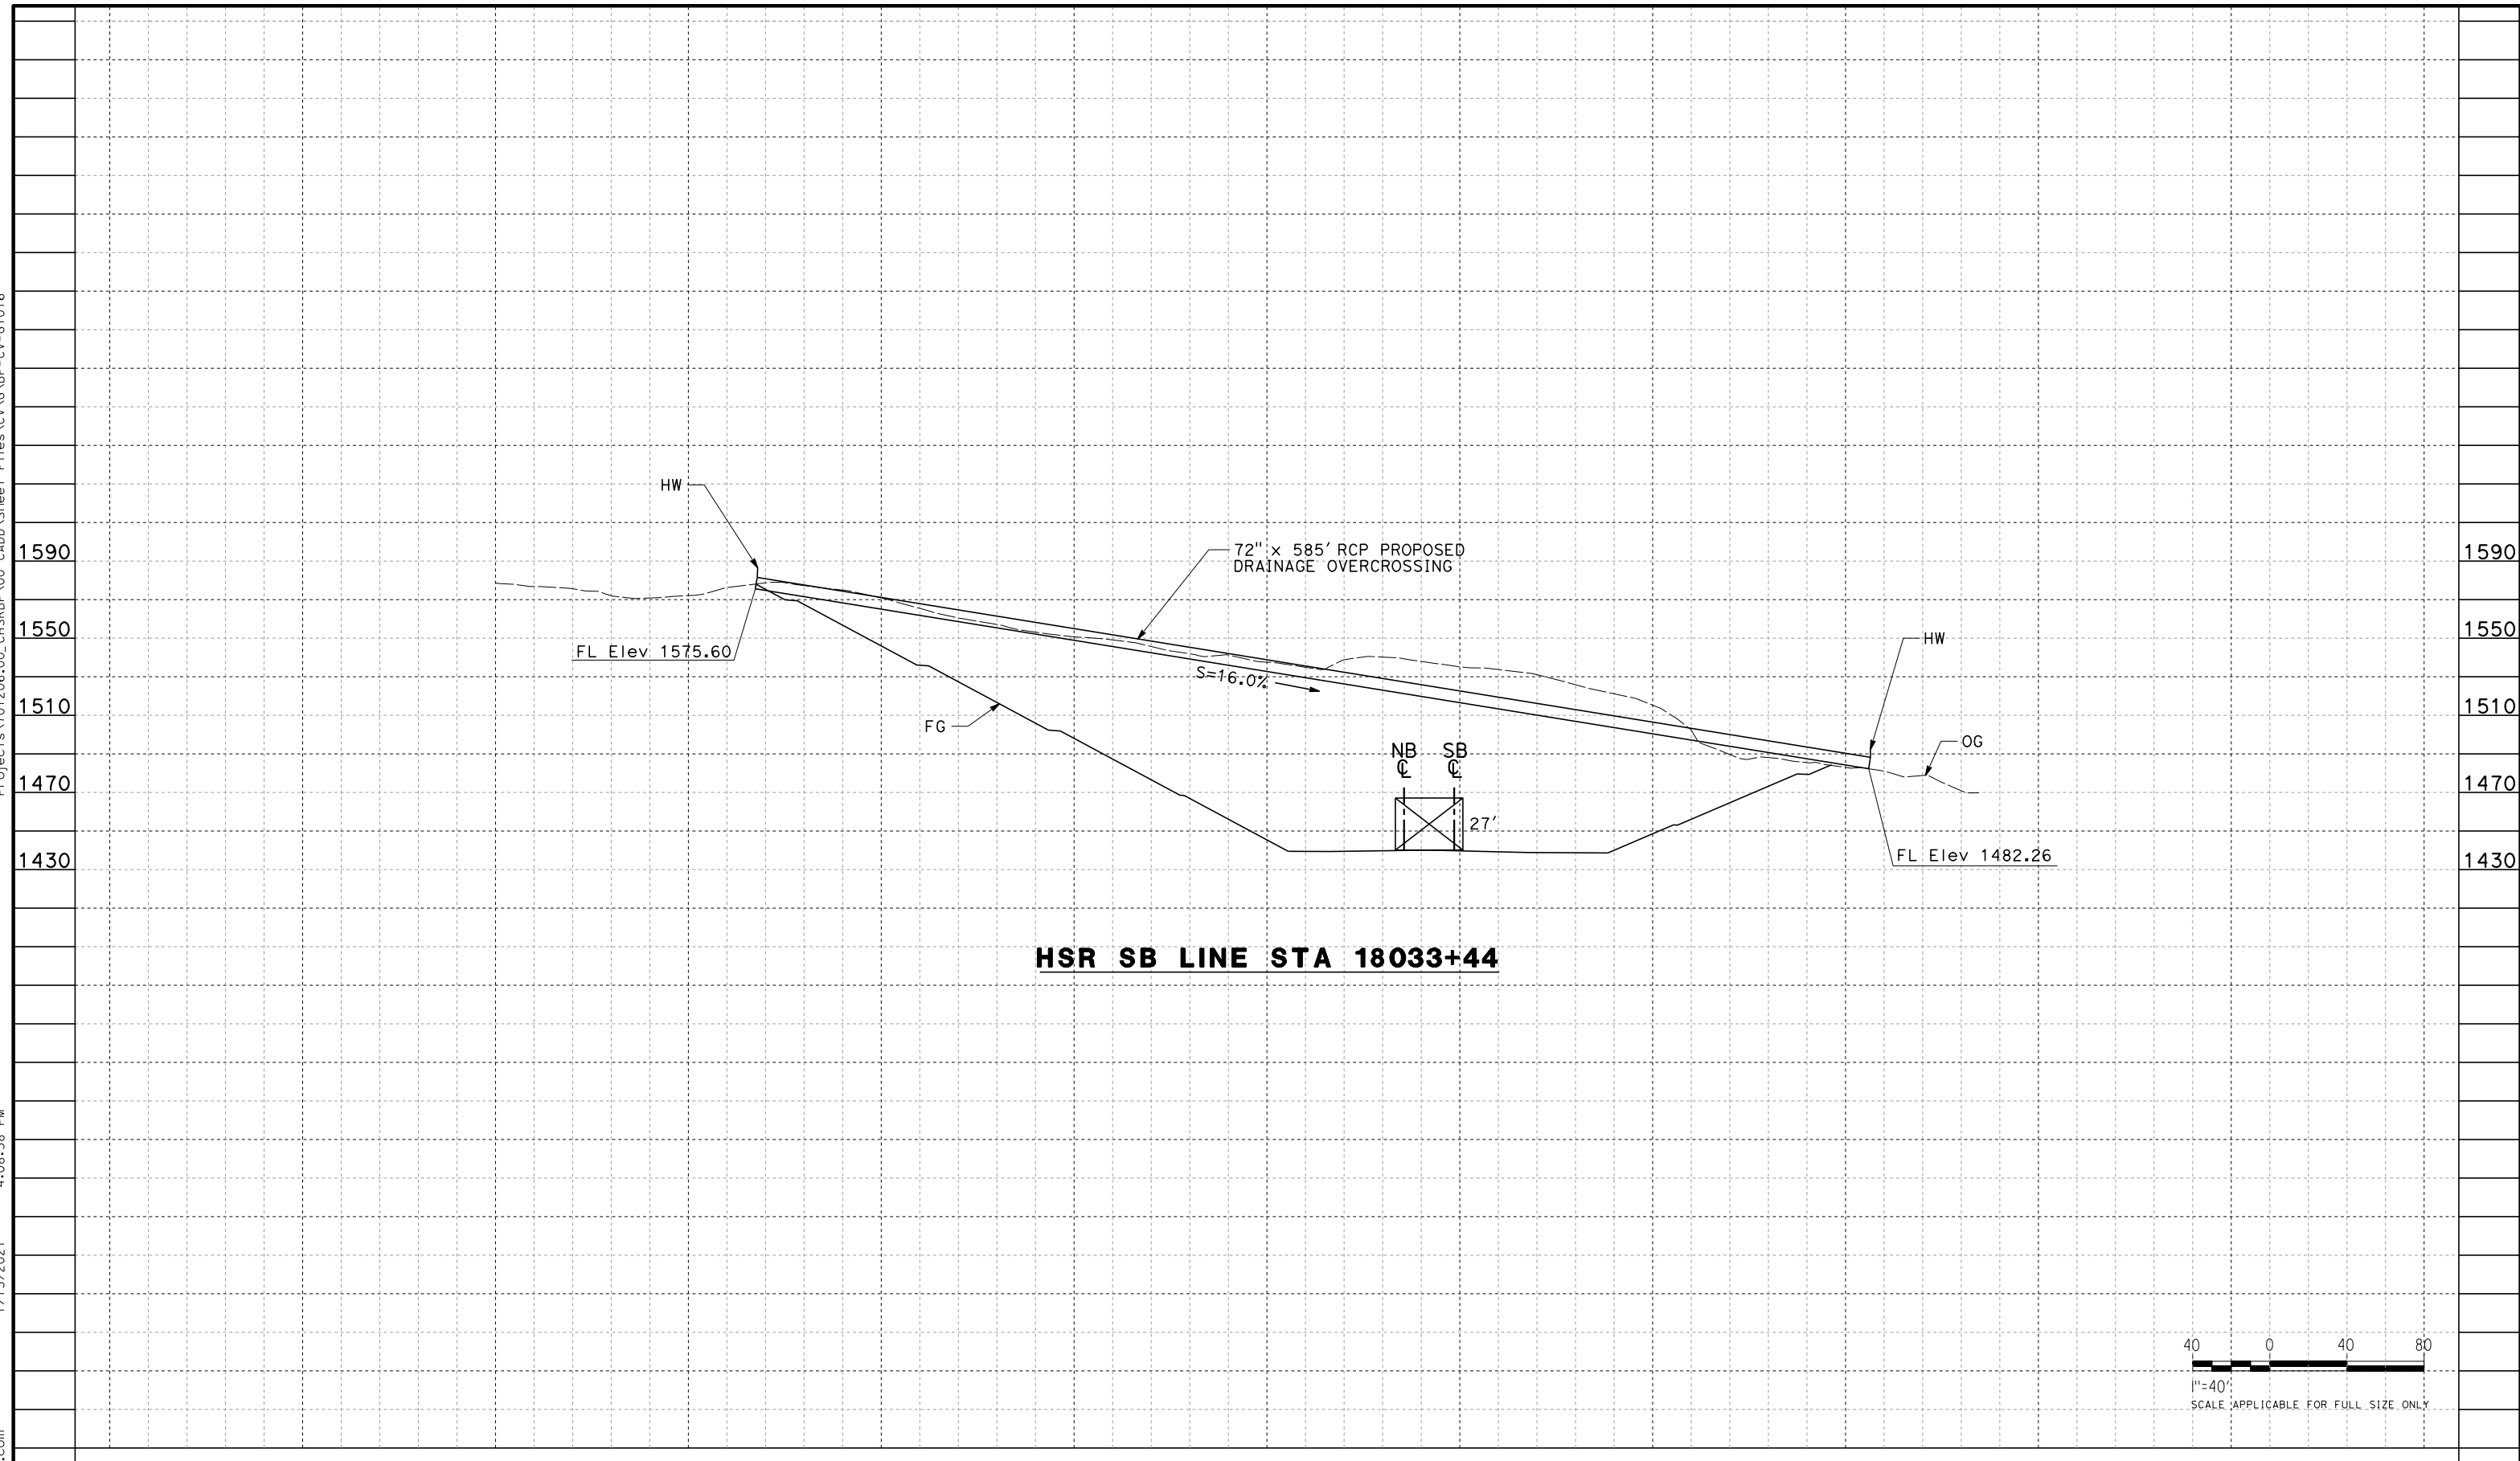 HW
1590
72" x 585' RCP PROPOSED
DRAINAGE OVERCROSSING
1590
1550
FL Elev 1575.60
HW
1550
S=16.0%
1510
FG
1510
NB SB
℄ ℄
OG
1470
27'
1470
1430
FL Elev 1482.26
1430
HSR SB LINE STA 18033+44
40 0 40 80
1"=40'
SCALE APPLICABLE FOR FULL SIZE ONLY